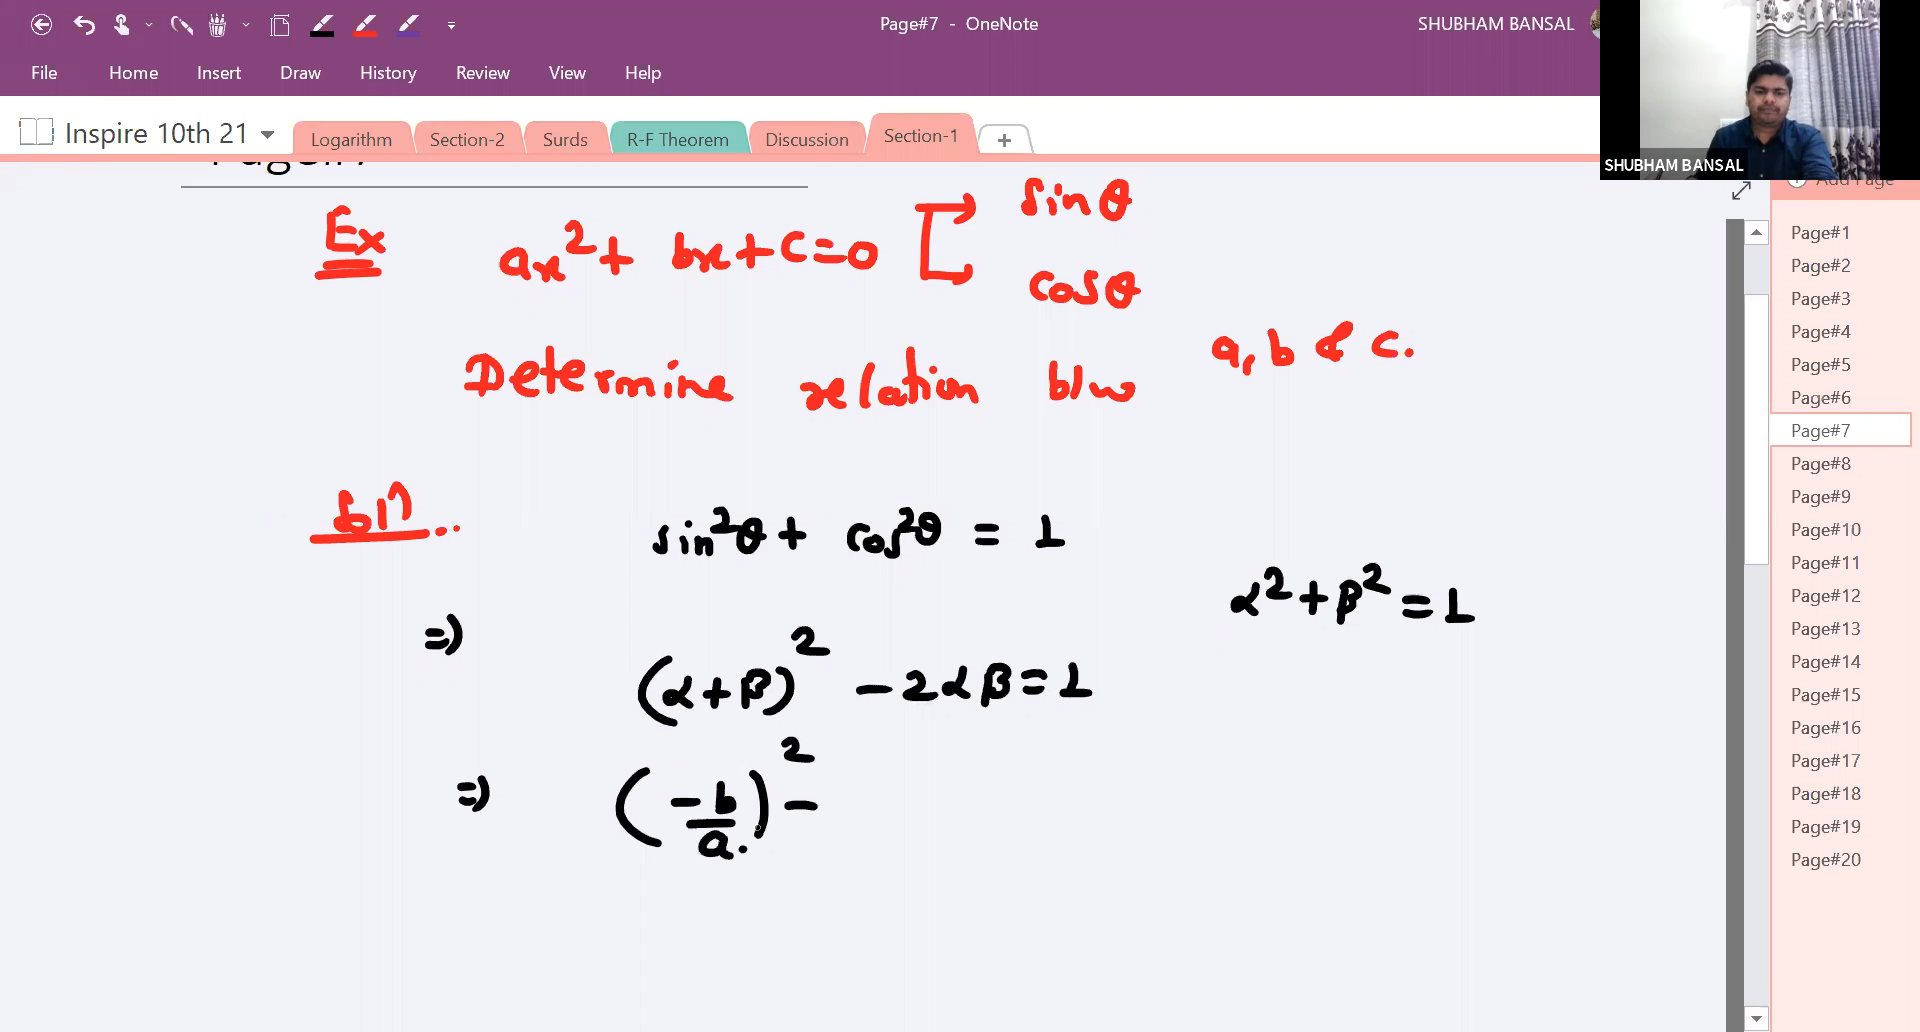 Page#7 - OneNote
SHUBHAM BANSAL
File Home Insert Draw History Review View Help
Inspire 10th 21
Logarithm Section-2 Surds R-F Theorem Discussion Section-1 +
SHUBHAM BANSAL
Add Page
Ex ax²+ bx+c=0 sinθ
cosθ
Determine relation b/w a, b & c.
Sol^n..
sin²θ + cos²θ = 1
α²+β²=1
=) (α+β)² -2αβ=1
=) (-b/a)² -
Page#1
Page#2
Page#3
Page#4
Page#5
Page#6
Page#7
Page#8
Page#9
Page#10
Page#11
Page#12
Page#13
Page#14
Page#15
Page#16
Page#17
Page#18
Page#19
Page#20